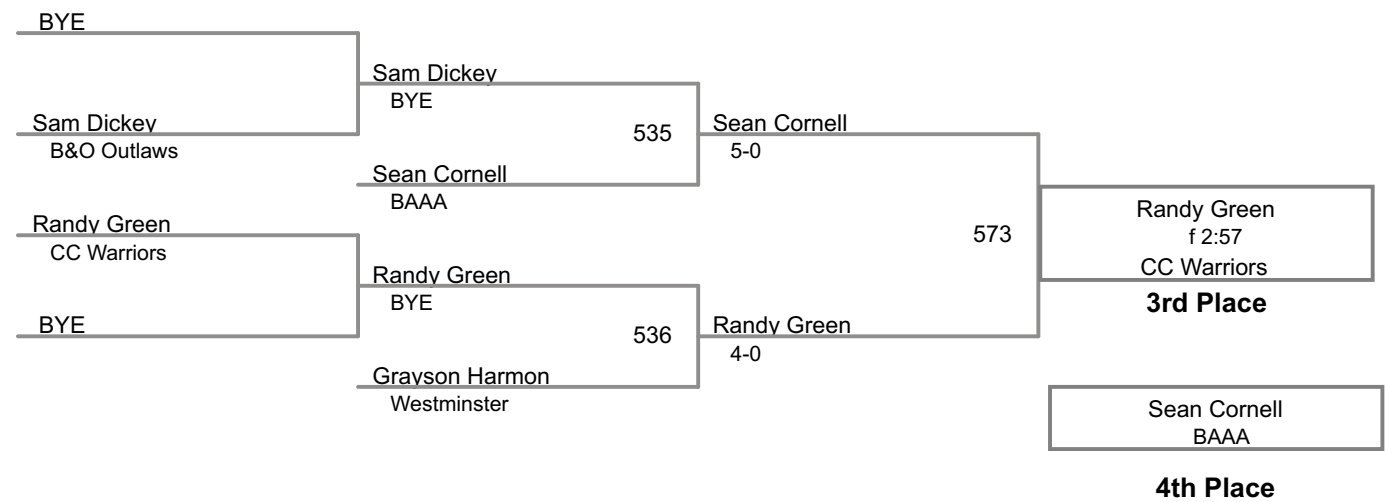 BYE
Sam Dickey
BYE
Sam Dickey
B&O Outlaws
535
Sean Cornell
5-0
Sean Cornell
BAAA
Randy Green
CC Warriors
573
Randy Green
f 2:57
CC Warriors
3rd Place
Randy Green
BYE
BYE
536
Randy Green
4-0
Grayson Harmon
Westminster
Sean Cornell
BAAA
4th Place